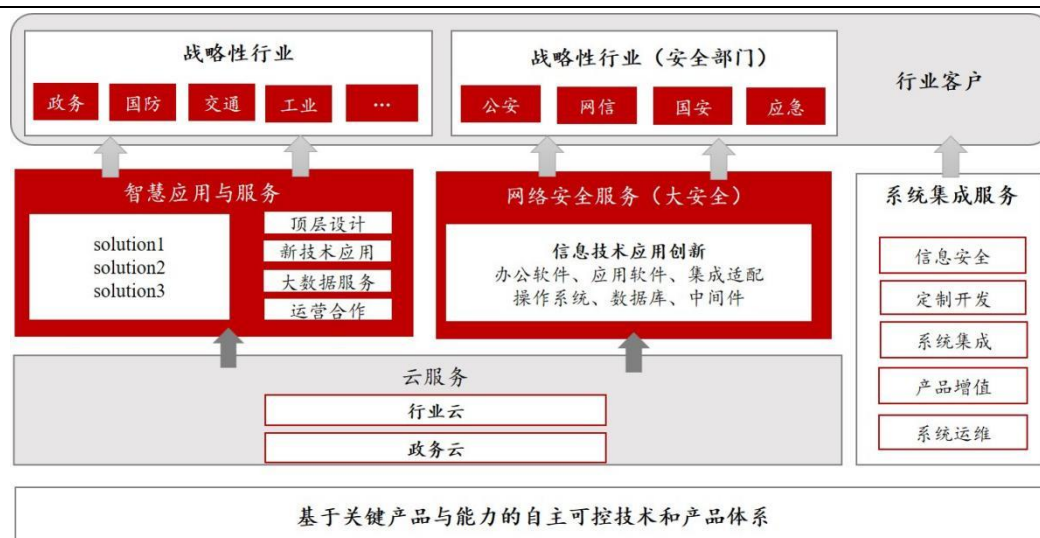 战略性行业
政务
国防
交通
工业
...
战略性行业（安全部门）
公安
网信
国安
应急
行业客户
智慧应用与服务
solution1
solution2
solution3
顶层设计
新技术应用
大数据服务
运营合作
网络安全服务（大安全）
信息技术应用创新
办公软件、应用软件、集成适配
操作系统、数据库、中间件
系统集成服务
信息安全
定制开发
系统集成
产品增值
系统运维
云服务
行业云
政务云
基于关键产品与能力的自主可控技术和产品体系